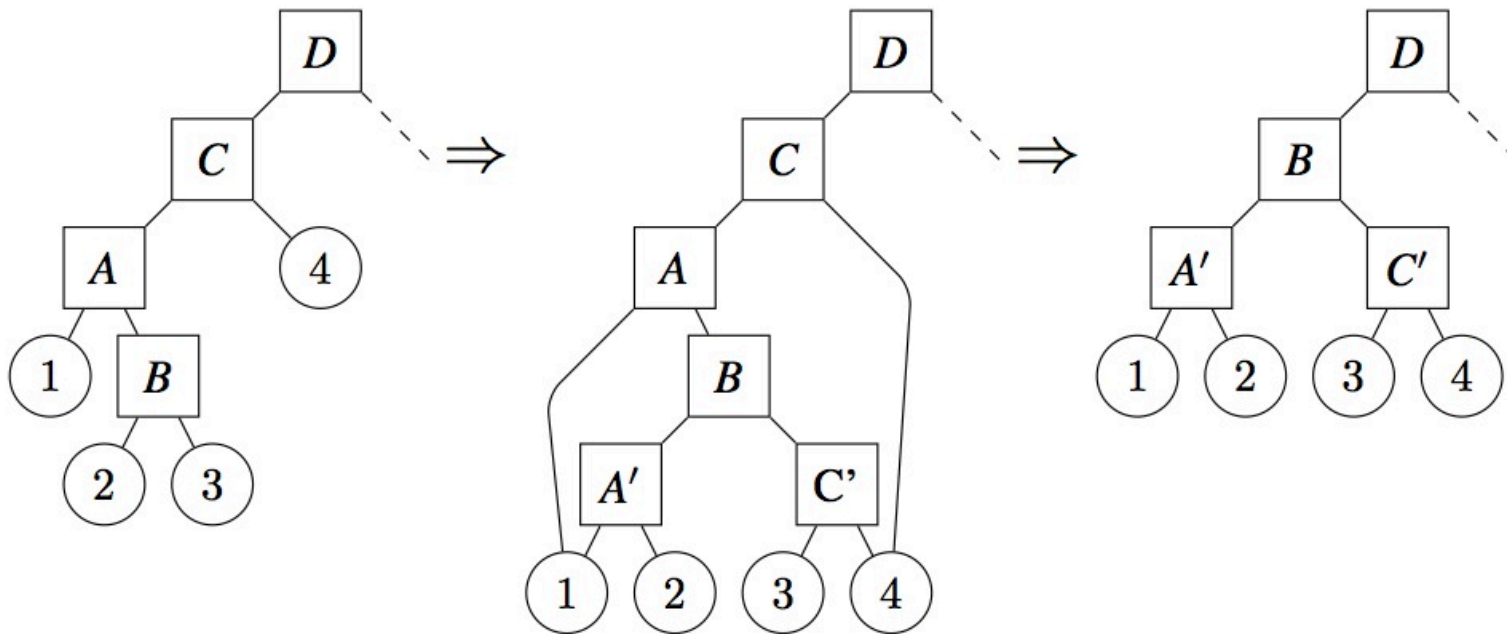 D D D
C ⇒ C ⇒ B
A 4 A A′ C′
1 B B 1 2 3 4
2 3 A′ C’
1 2 3 4